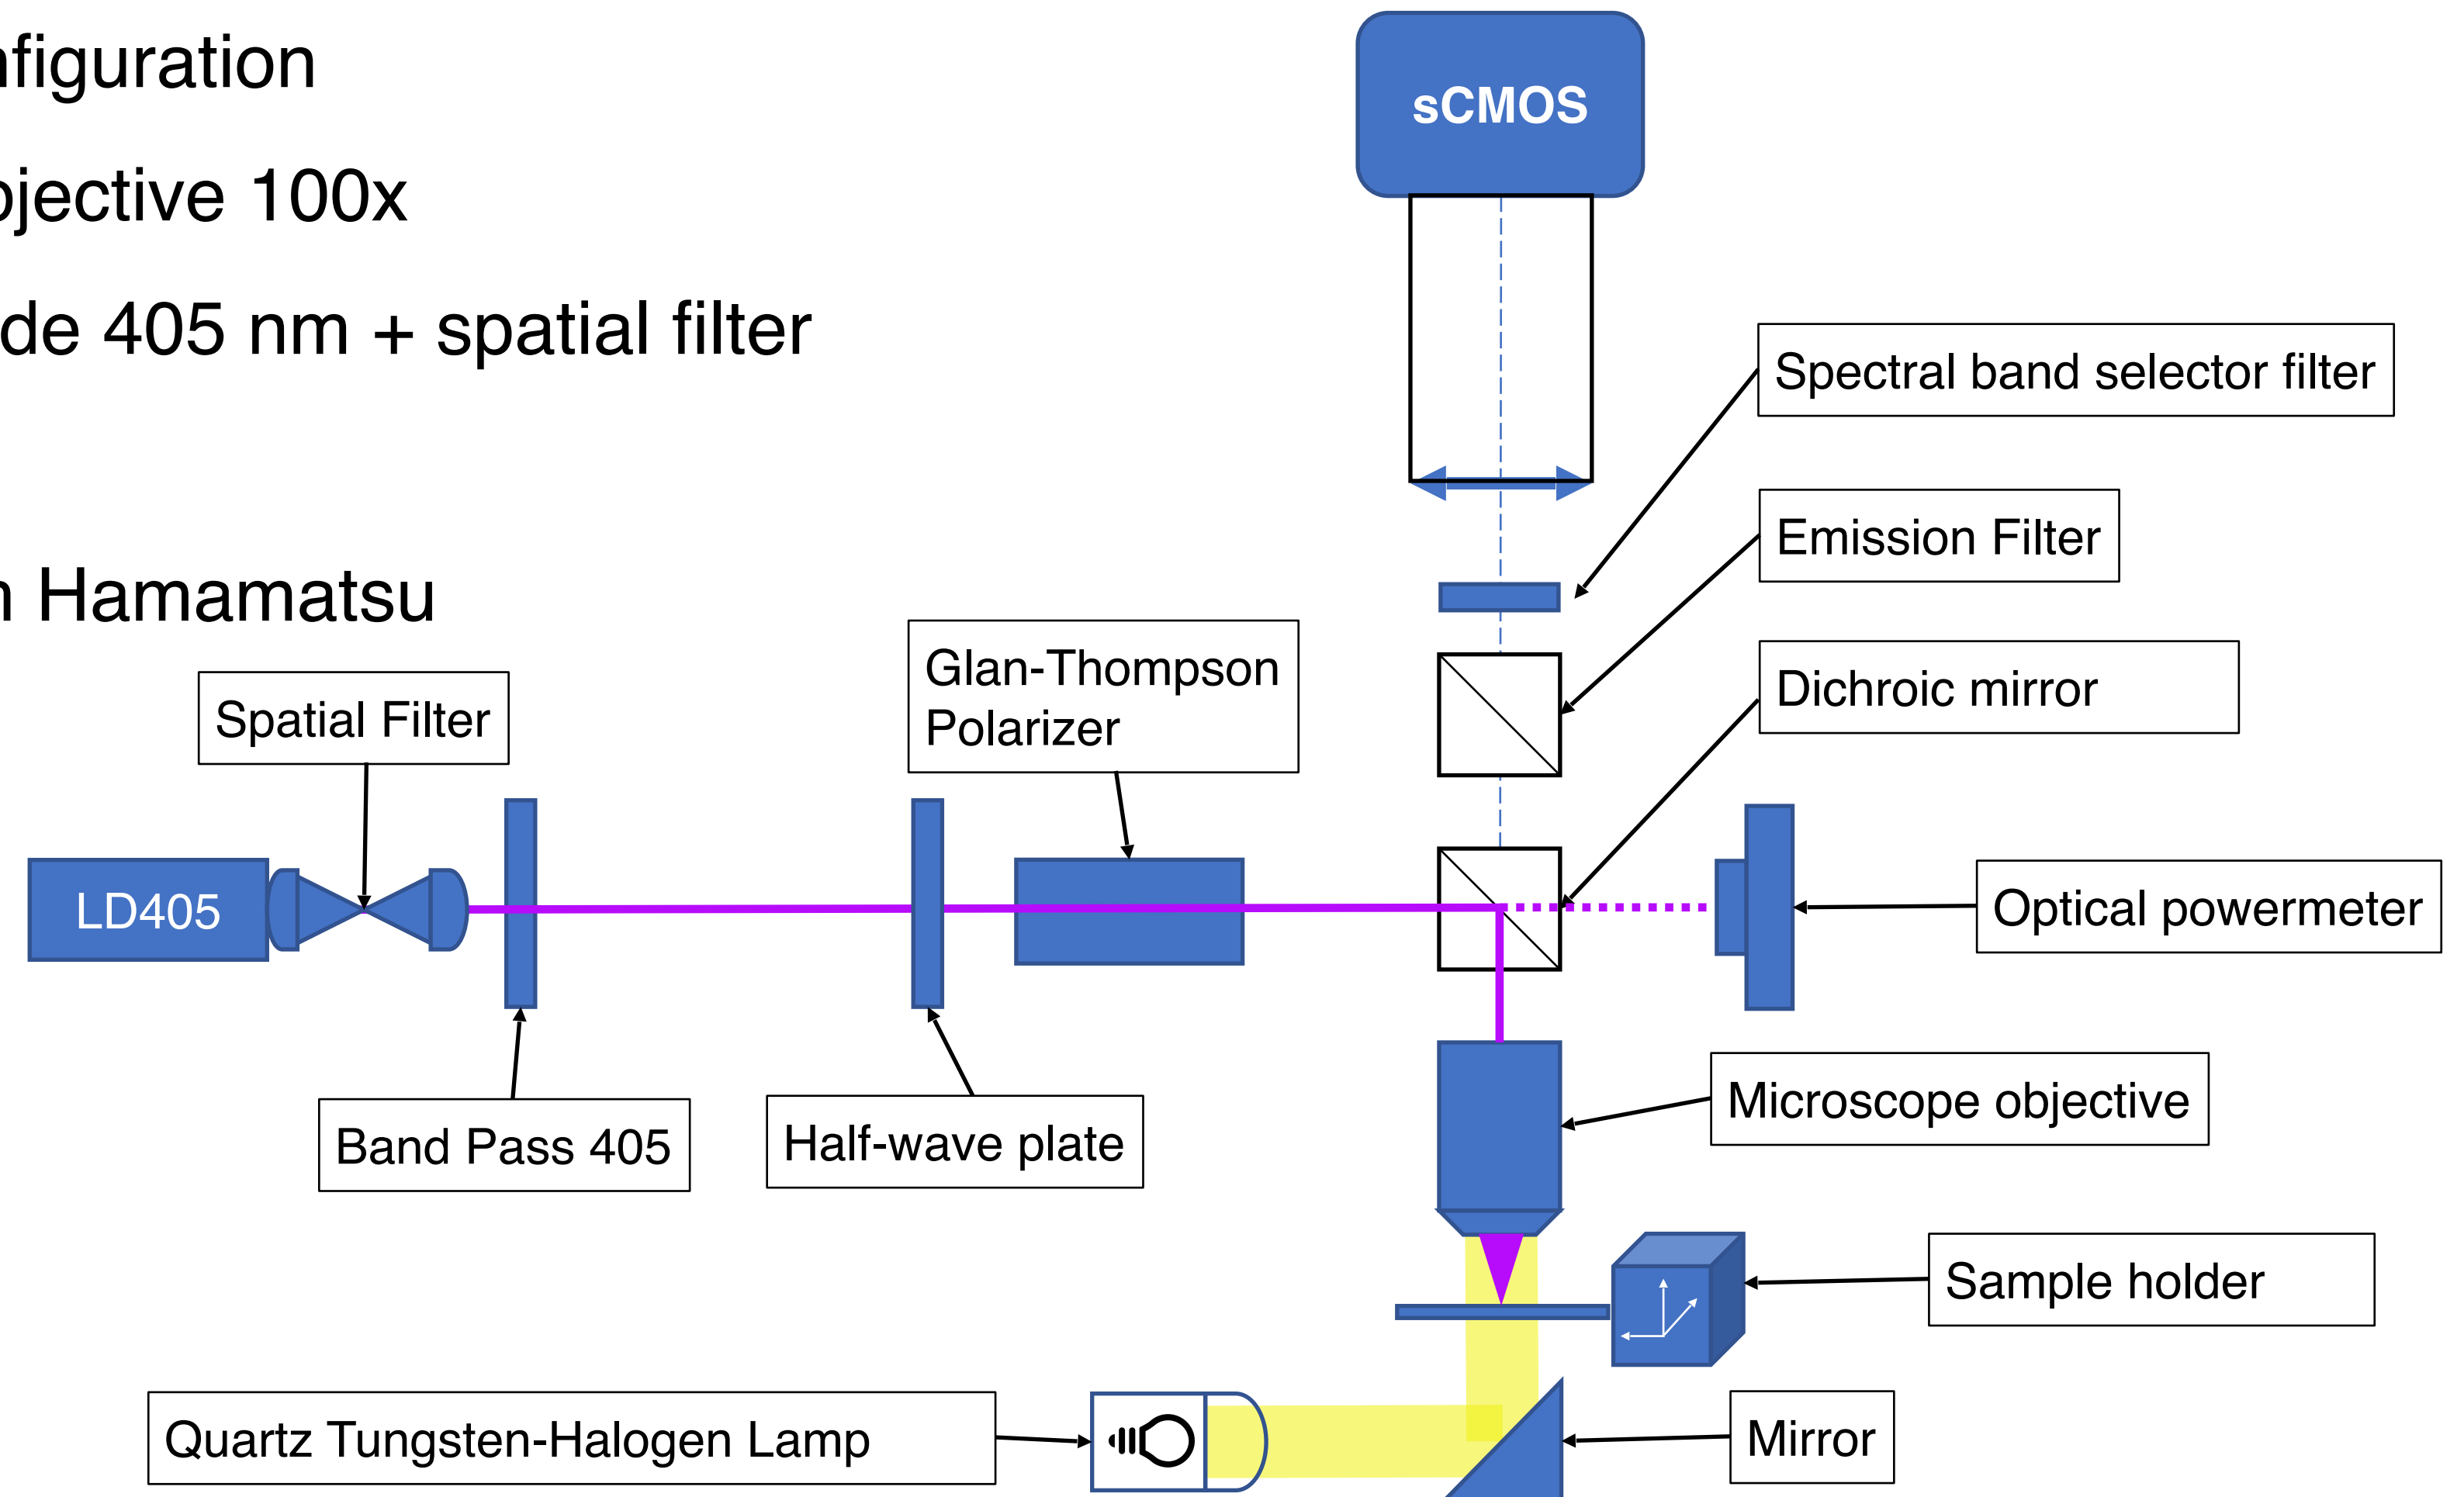 nfiguration
sCMOS
jective 100x
de 405 nm + spatial filter
Spectral band selector filter
Emission Filter
n Hamamatsu
Glan-Thompson
Polarizer
Dichroic mirror
Spatial Filter
LD405
Optical powermeter
Microscope objective
Band Pass 405
Half-wave plate
Sample holder
Quartz Tungsten-Halogen Lamp
Mirror